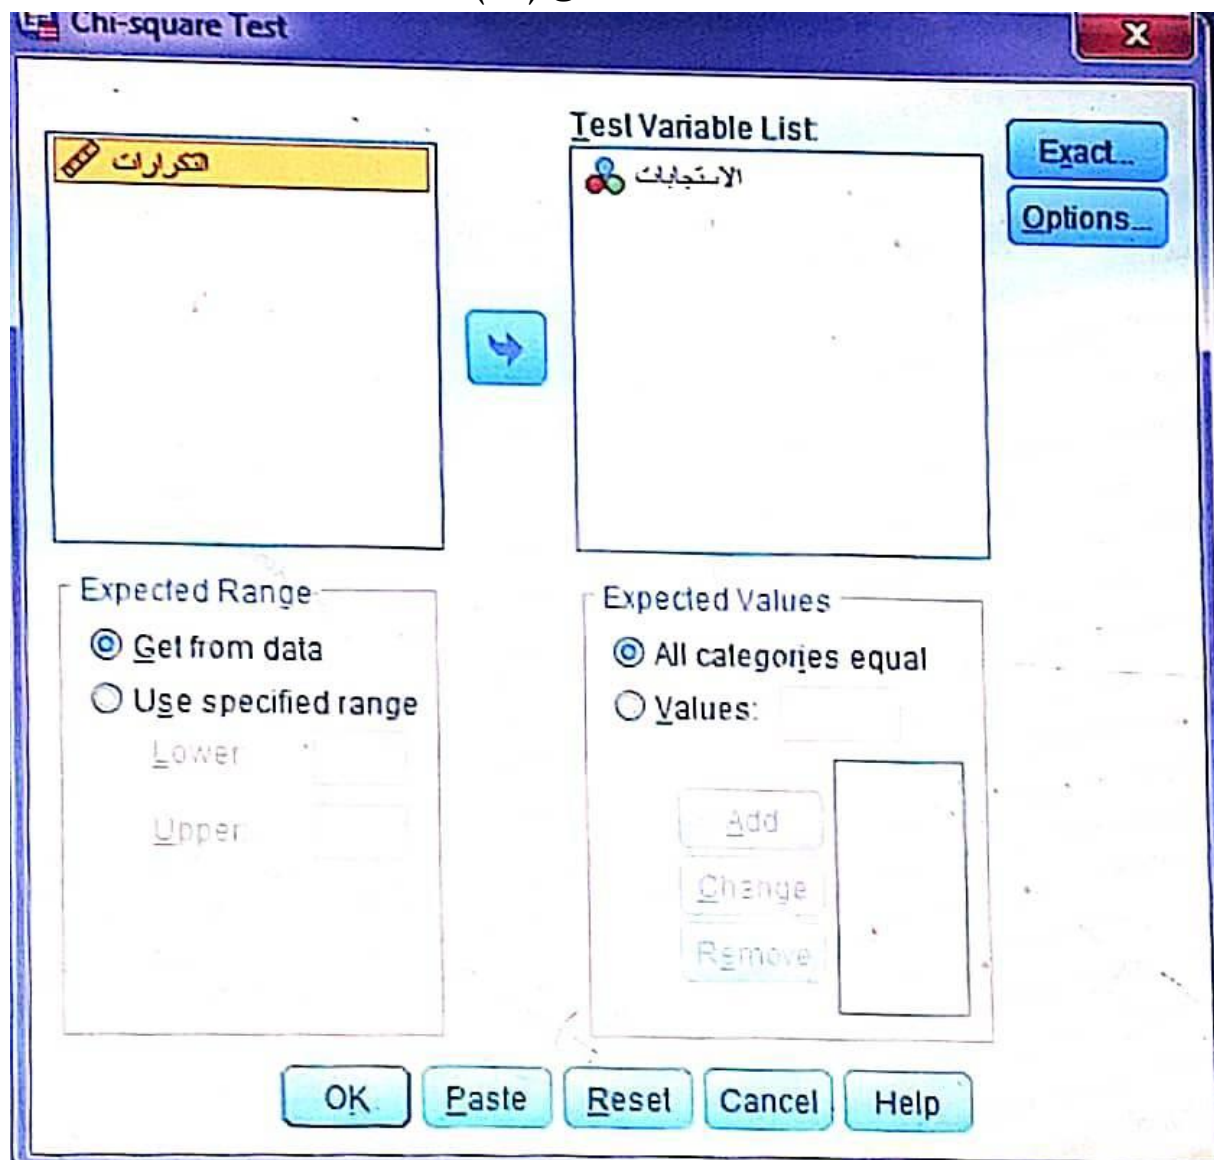 Chi-square Test
التكرارات
Test Variable List:
الاستجابات
Exact...
Options...
Expected Range
Get from data
Use specified range
Lower:
Upper:
Expected Values
All categories equal
Values:
Add
Change
Remove
OK
Paste
Reset
Cancel
Help